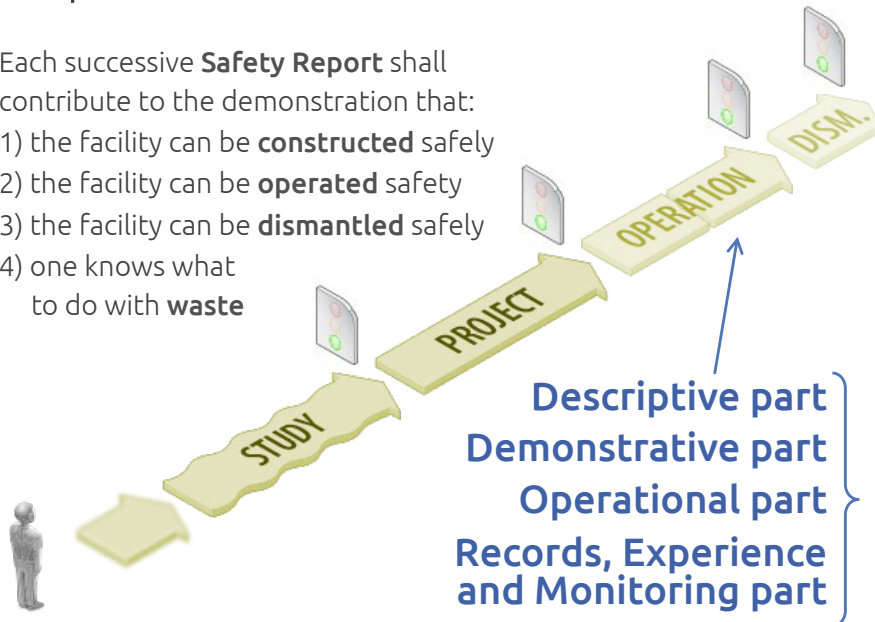 Each successive Safety Report shall
contribute to the demonstration that:
1) the facility can be constructed safely
2) the facility can be operated safety
3) the facility can be dismantled safely
4) one knows what
to do with waste
STUDY
PROJECT
OPERATION
DISM.
Descriptive part
Demonstrative part
Operational part
Records, Experience
and Monitoring part